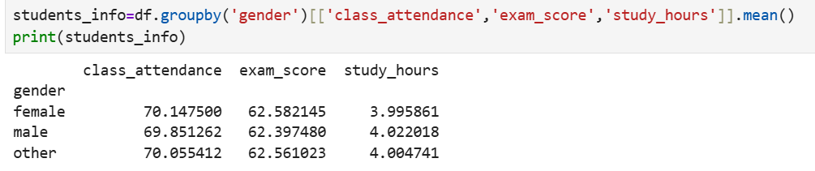 students_info=df.groupby('gender')[['class_attendance','exam_score','study_hours']].mean()
print(students_info)
        class_attendance  exam_score  study_hours
gender
female         70.147500   62.582145     3.995861
male           69.851262   62.397480     4.022018
other          70.055412   62.561023     4.004741